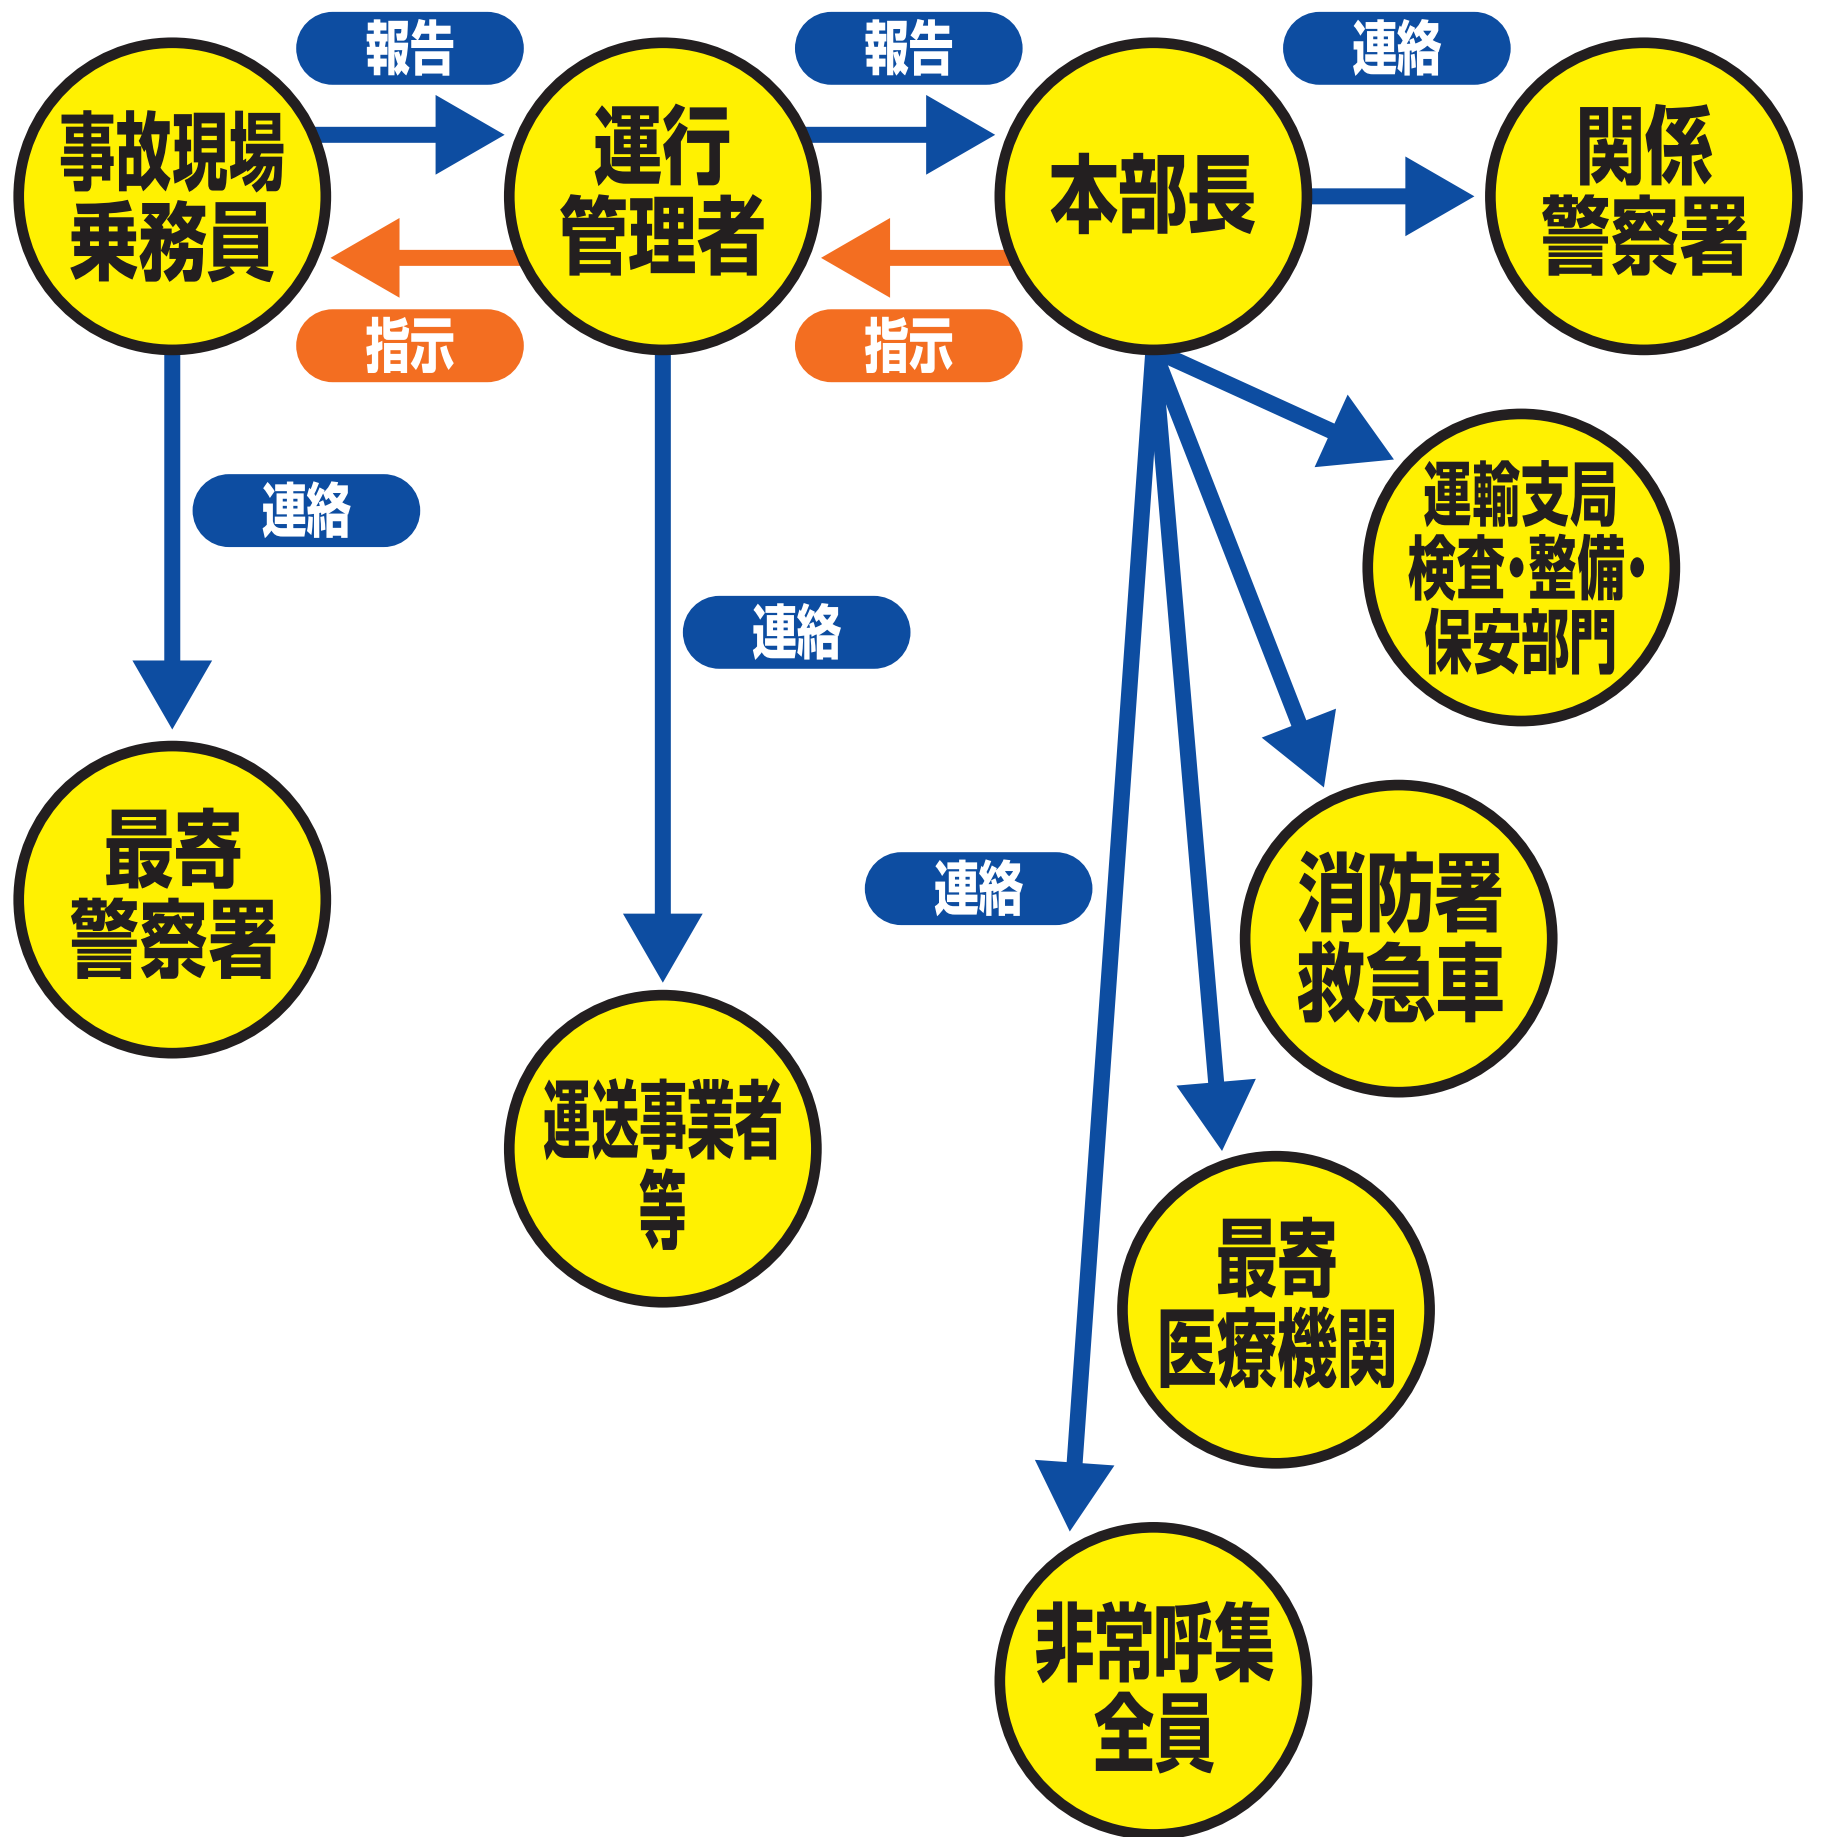 報告
報告
連絡
事故現場
乗務員
運行
管理者
本部長
関係
警察署
指示
指示
連絡
連絡
運輸支局
検査・整備・
保安部門
最寄
警察署
連絡
消防署
救急車
運送事業者
等
最寄
医療機関
非常呼集
全員